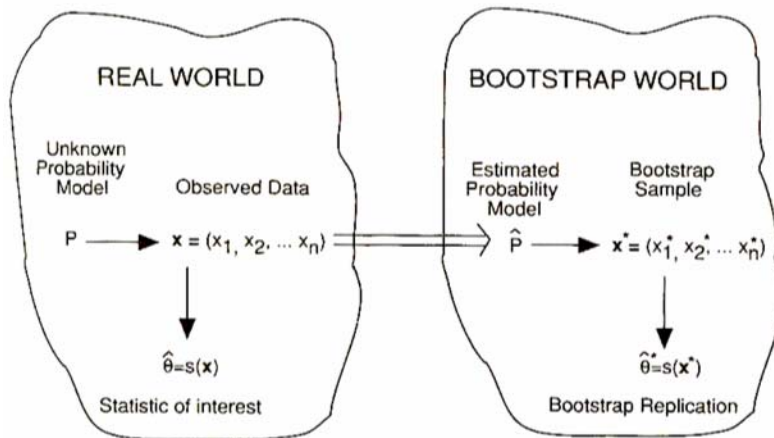 REAL WORLD
Unknown
Probability
Model
Observed Data
P
x = (x₁, x₂, ... xₙ)
θ̂=s(x)
Statistic of interest
BOOTSTRAP WORLD
Estimated
Probability
Model
Bootstrap
Sample
P̂
x* = (x₁*, x₂*, ... xₙ*)
θ̂*=s(x*)
Bootstrap Replication